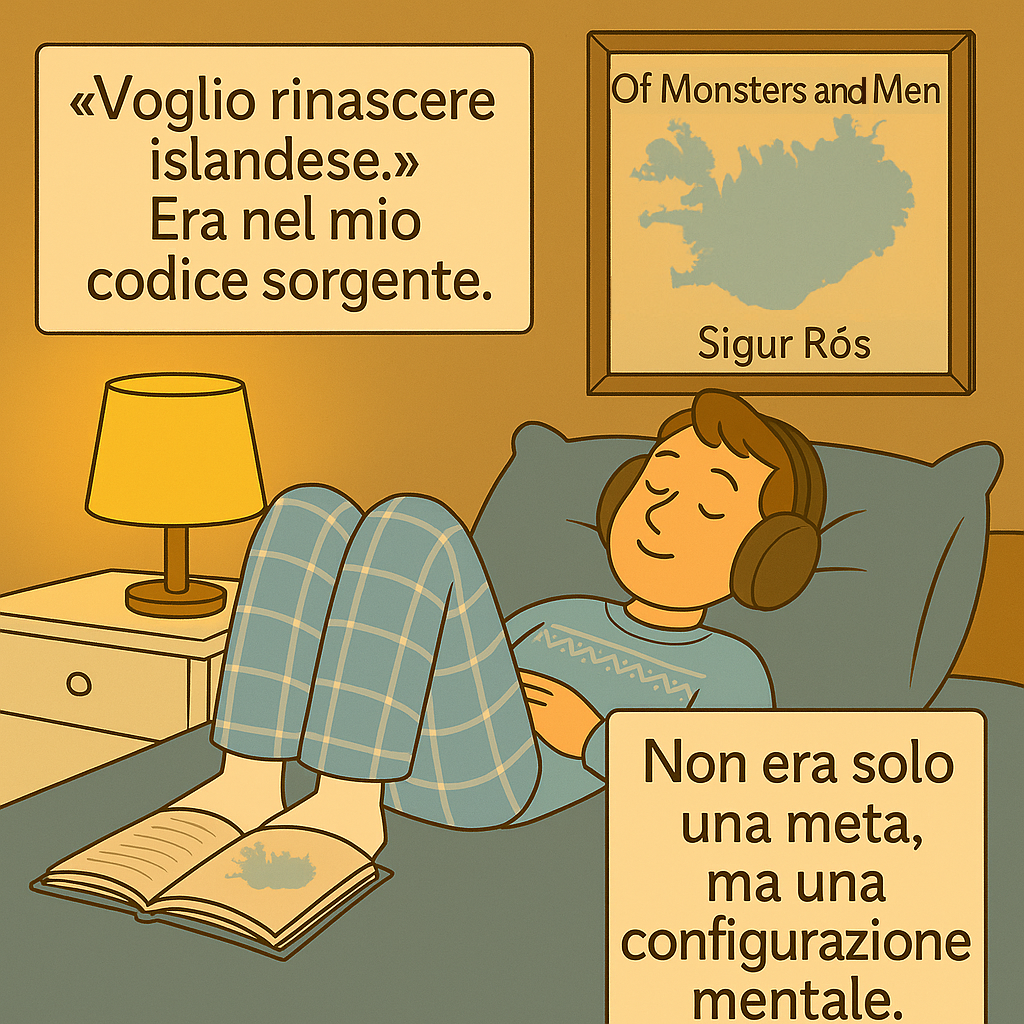 «Voglio rinascere
islandese.»
Era nel mio
codice sorgente.
Of Monsters and Men
Sigur Rós
Non era solo
una meta,
ma una
configurazione
mentale.